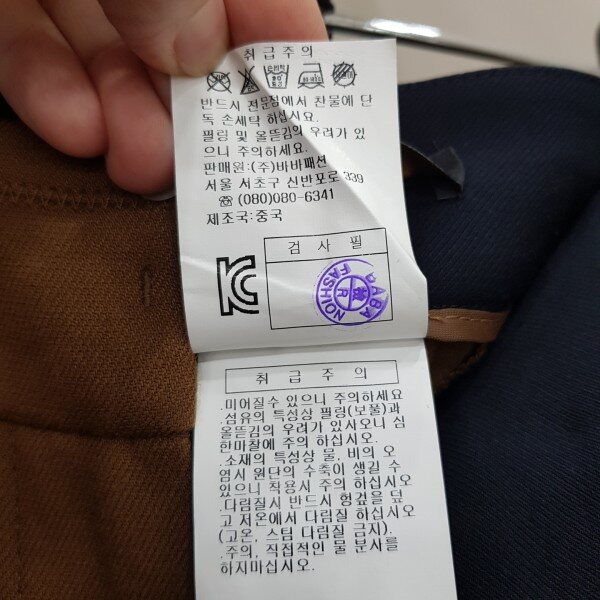 취급주의
반드시 전문점에서 찬물에 단
독 손세탁 하십시요.
필링 및 올뜯김의 우려가 있
으니 주의하세요.
판매원:(주)바바패션
서울 서초구 신반포로 339
☏ (080)080-6341
제조국:중국
검 사 필
BABA FASHION
R
취 급 주 의
.미어질수 있으니 주의하세요
.섬유의 특성상 필링(보풀)과
올뜯김의 우려가 있사오니 심
한마찰에 주의 하십시오.
.소재의 특성상 물, 비의 오
염시 원단의 수축이 생길 수
있으니 착용시 주의 하십시오
.다림질시 반드시 헝겊을 덮
고 저온에서 다림질 하십시오
(고온, 스팀 다림질 금지).
.주의, 직접적인 물 분사를
하지마십시오.